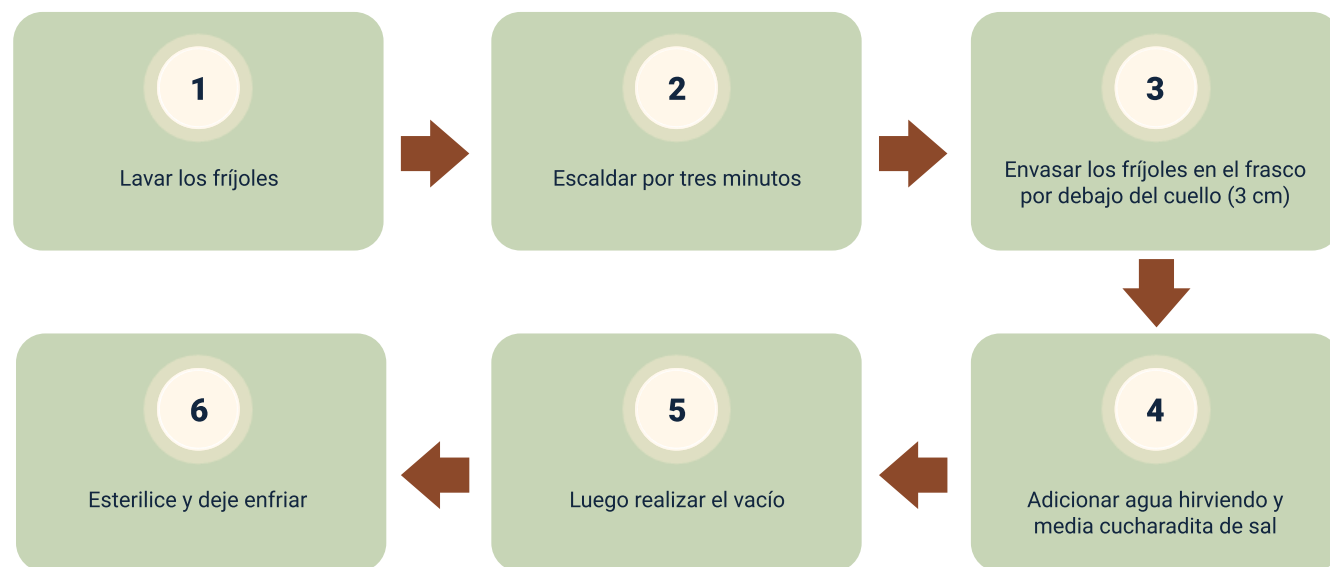 1
Lavar los fríjoles
2
Escaldar por tres minutos
3
Envasar los fríjoles en el frasco
por debajo del cuello (3 cm)
4
Adicionar agua hirviendo y
media cucharadita de sal
5
Luego realizar el vacío
6
Esterilice y deje enfriar